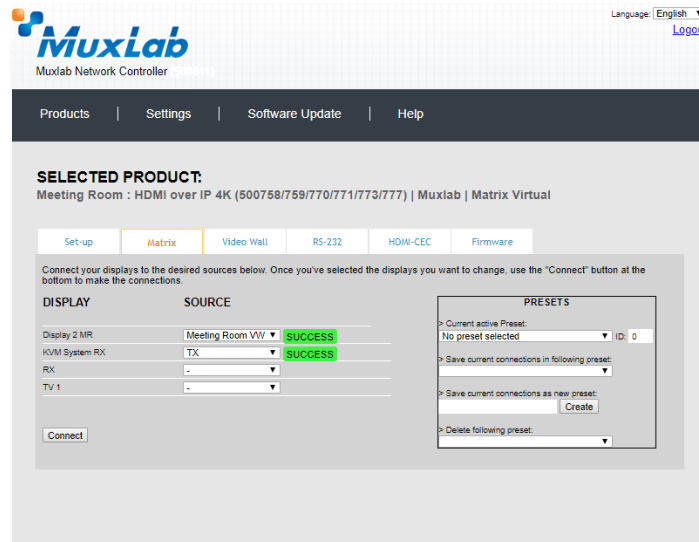 Language: English
Logou
MuxLab
Muxlab Network Controller
Products | Settings | Software Update | Help
SELECTED PRODUCT:
Meeting Room : HDMI over IP 4K (500758/759/770/771/773/777) | Muxlab | Matrix Virtual
Set-up Matrix Video Wall RS-232 HDMI-CEC Firmware
Connect your displays to the desired sources below. Once you've selected the displays you want to change, use the "Connect" button at the
bottom to make the connections.
DISPLAY SOURCE
Display 2 MR Meeting Room VW SUCCESS
KVM System RX TX SUCCESS
RX -
TV 1 -
Connect
PRESETS
> Current active Preset:
No preset selected ID: 0
> Save current connections in following preset:
> Save current connections as new preset:
Create
> Delete following preset: